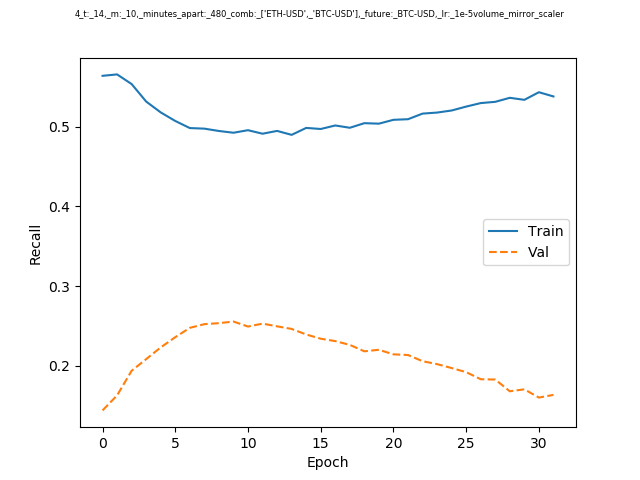 4_t:_14,_m:_10,_minutes_apart:_480_comb:_['ETH-USD',_'BTC-USD'],_future:_BTC-USD,_lr:_1e-5volume_mirror_scaler
0.5
0.4
0.3
0.2
Recall
Train
Val
0 5 10 15 20 25 30
Epoch